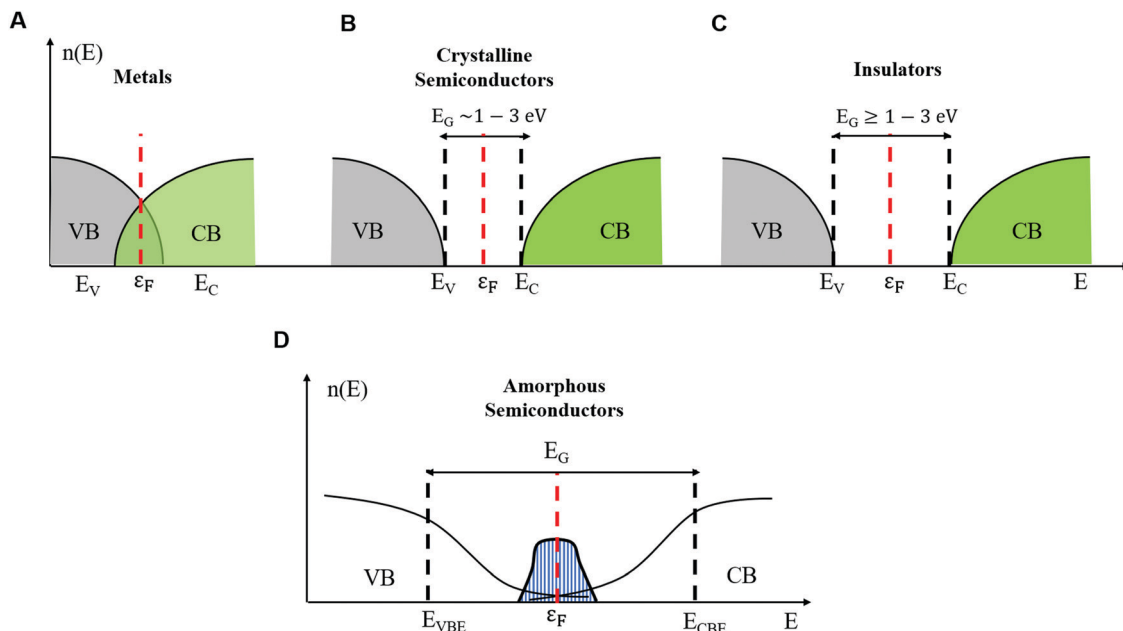 A
B
C
n(E)
Metals
Crystalline
Semiconductors
E_G ~1 − 3 eV
Insulators
E_G ≥ 1 − 3 eV
VB
CB
VB
CB
VB
CB
E_V
ε_F
E_C
E_V
ε_F
E_C
E_V
ε_F
E_C
E
D
n(E)
Amorphous
Semiconductors
E_G
VB
CB
E_VBE
ε_F
E_CBE
E